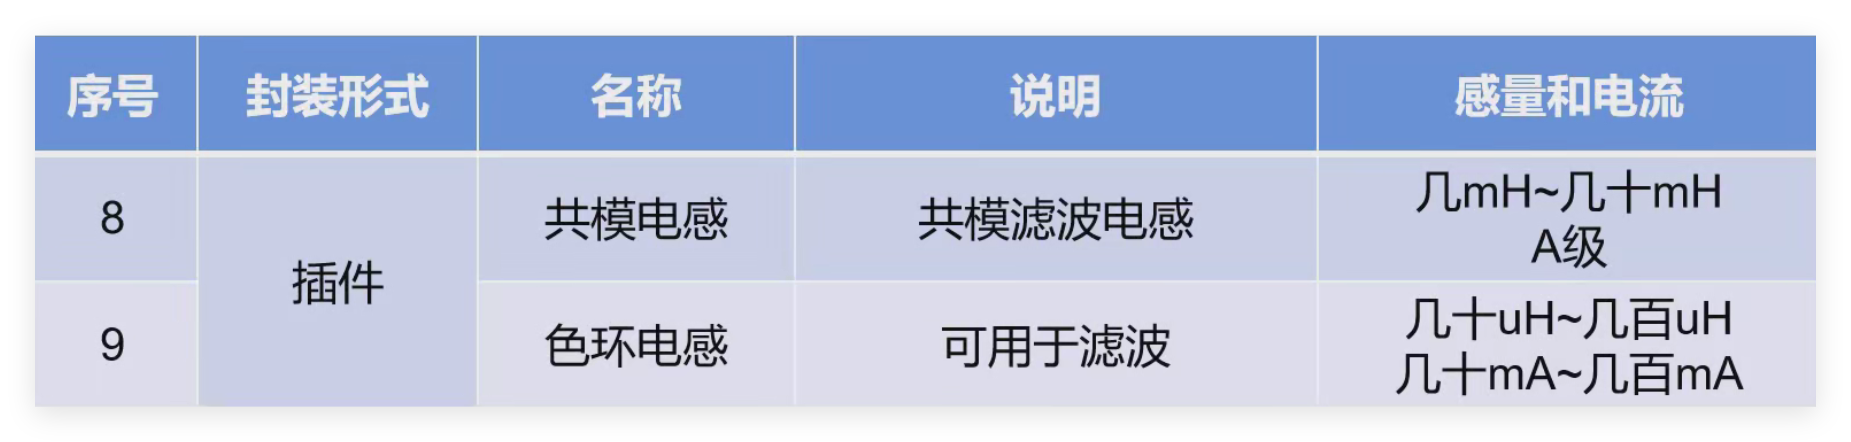 序号 封装形式 名称 说明 感量和电流
8 插件 共模电感 共模滤波电感 几mH~几十mH
A级
9 色环电感 可用于滤波 几十uH~几百uH
几十mA~几百mA